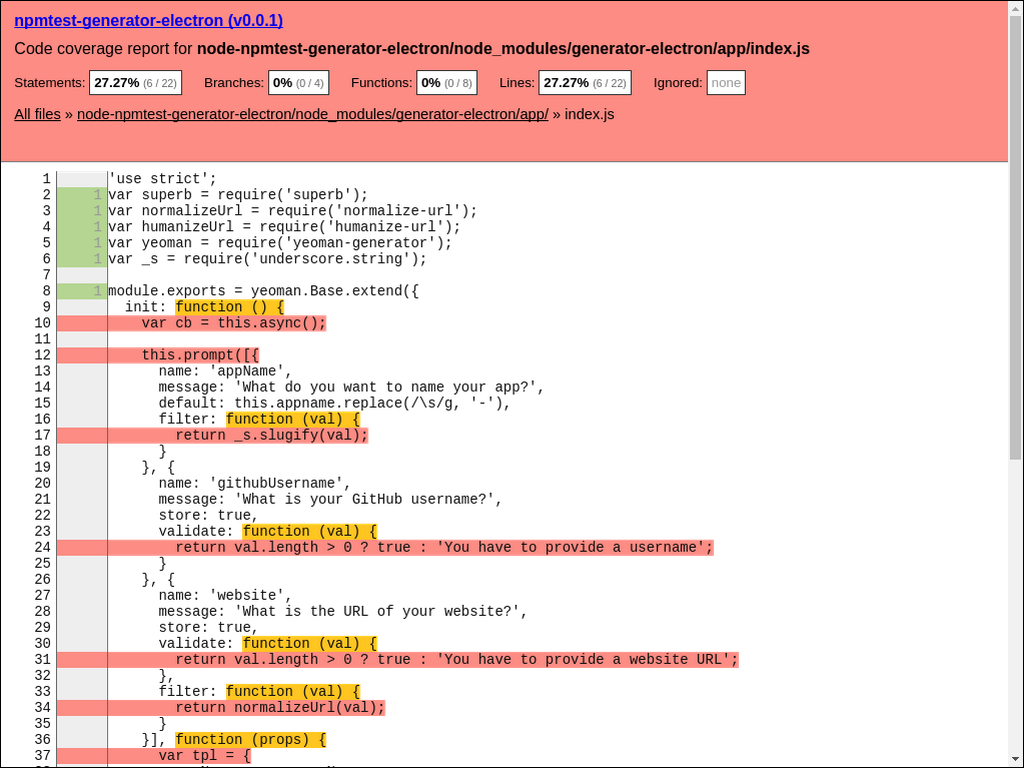 npmtest-generator-electron (v0.0.1)
Code coverage report for node-npmtest-generator-electron/node_modules/generator-electron/app/index.js
Statements: 27.27% (6 / 22) Branches: 0% (0 / 4) Functions: 0% (0 / 8) Lines: 27.27% (6 / 22) Ignored: none
All files » node-npmtest-generator-electron/node_modules/generator-electron/app/ » index.js
1 'use strict';
2 1 var superb = require('superb');
3 1 var normalizeUrl = require('normalize-url');
4 1 var humanizeUrl = require('humanize-url');
5 1 var yeoman = require('yeoman-generator');
6 1 var _s = require('underscore.string');
7
8 1 module.exports = yeoman.Base.extend({
9 init: function () {
10 var cb = this.async();
11
12 this.prompt([{
13 name: 'appName',
14 message: 'What do you want to name your app?',
15 default: this.appname.replace(/\s/g, '-'),
16 filter: function (val) {
17 return _s.slugify(val);
18 }
19 }, {
20 name: 'githubUsername',
21 message: 'What is your GitHub username?',
22 store: true,
23 validate: function (val) {
24 return val.length > 0 ? true : 'You have to provide a username';
25 }
26 }, {
27 name: 'website',
28 message: 'What is the URL of your website?',
29 store: true,
30 validate: function (val) {
31 return val.length > 0 ? true : 'You have to provide a website URL';
32 },
33 filter: function (val) {
34 return normalizeUrl(val);
35 }
36 }], function (props) {
37 var tpl = {